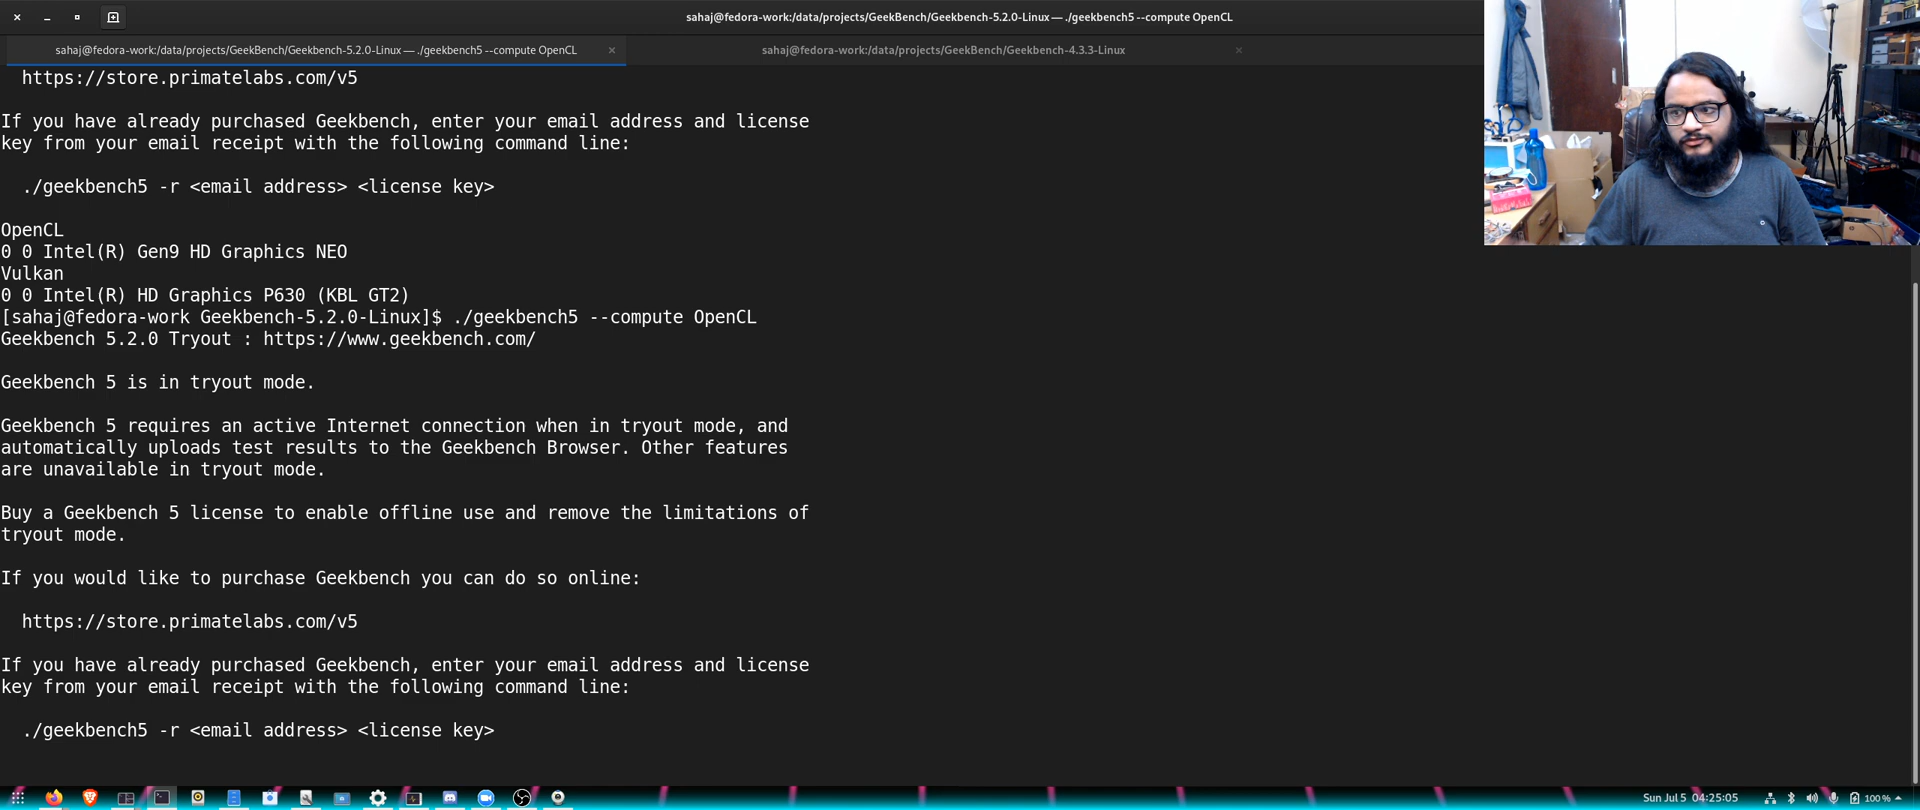 sahaj@fedora-work:/data/projects/GeekBench/Geekbench-5.2.0-Linux — ./geekbench5 --compute OpenCL
sahaj@fedora-work:/data/projects/GeekBench/Geekbench-5.2.0-Linux — ./geekbench5 --compute OpenCL
sahaj@fedora-work:/data/projects/GeekBench/Geekbench-4.3.3-Linux
https://store.primatelabs.com/v5
If you have already purchased Geekbench, enter your email address and license
key from your email receipt with the following command line:
./geekbench5 -r <email address> <license key>
OpenCL
0 0 Intel(R) Gen9 HD Graphics NEO
Vulkan
0 0 Intel(R) HD Graphics P630 (KBL GT2)
[sahaj@fedora-work Geekbench-5.2.0-Linux]$ ./geekbench5 --compute OpenCL
Geekbench 5.2.0 Tryout : https://www.geekbench.com/
Geekbench 5 is in tryout mode.
Geekbench 5 requires an active Internet connection when in tryout mode, and
automatically uploads test results to the Geekbench Browser. Other features
are unavailable in tryout mode.
Buy a Geekbench 5 license to enable offline use and remove the limitations of
tryout mode.
If you would like to purchase Geekbench you can do so online:
https://store.primatelabs.com/v5
If you have already purchased Geekbench, enter your email address and license
key from your email receipt with the following command line:
./geekbench5 -r <email address> <license key>
Sun Jul 5 04:25:05
100 %